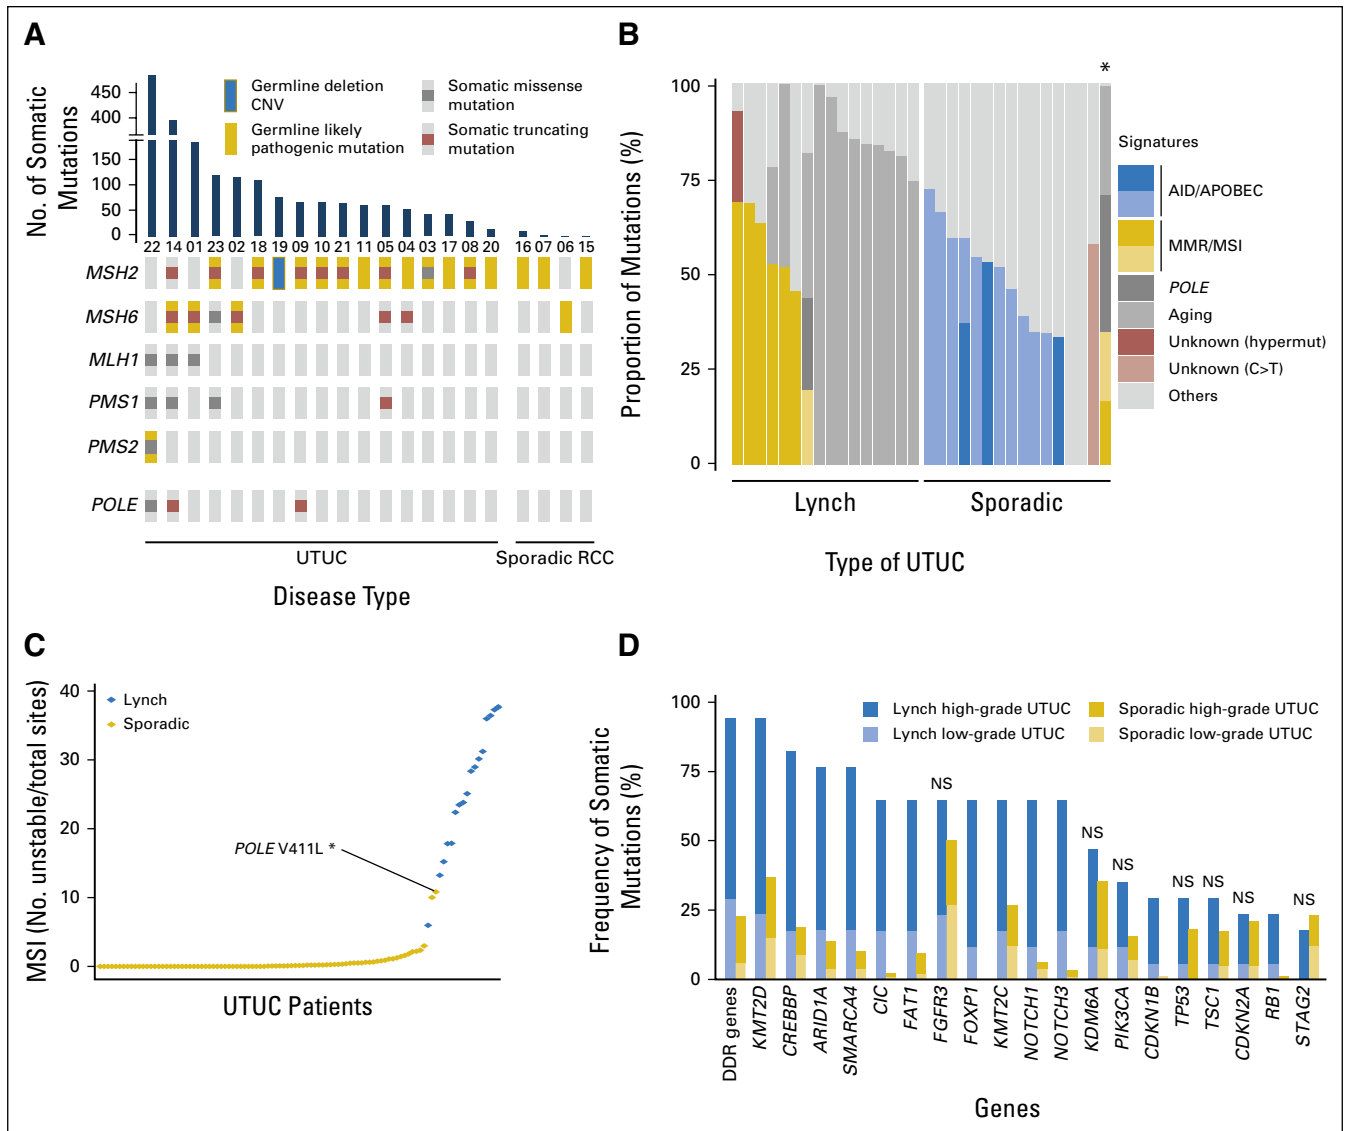 A
No. of Somatic
Mutations
450
400
150
100
50
0
Germline deletion
CNV
Germline likely
pathogenic mutation
Somatic missense
mutation
Somatic truncating
mutation
22 14 01 23 02 18 19 09 10 21 11 05 04 03 17 08 20 16 07 06 15
MSH2
MSH6
MLH1
PMS1
PMS2
POLE
UTUC
Sporadic RCC
Disease Type
B
Proportion of Mutations (%)
100
75
50
25
0
*
Lynch
Sporadic
Type of UTUC
Signatures
AID/APOBEC
MMR/MSI
POLE
Aging
Unknown (hypermut)
Unknown (C>T)
Others
C
MSI (No. unstable/total sites)
40
30
20
10
0
Lynch
Sporadic
POLE V411L *
UTUC Patients
D
Frequency of Somatic
Mutations (%)
100
75
50
25
0
Lynch high-grade UTUC
Lynch low-grade UTUC
Sporadic high-grade UTUC
Sporadic low-grade UTUC
NS
NS
NS
NS
NS
NS
NS
DDR genes
KMT2D
CREBBP
ARID1A
SMARCA4
CIC
FAT1
FGFR3
FOXP1
KMT2C
NOTCH1
NOTCH3
KDM6A
PIK3CA
CDKN1B
TP53
TSC1
CDKN2A
RB1
STAG2
Genes